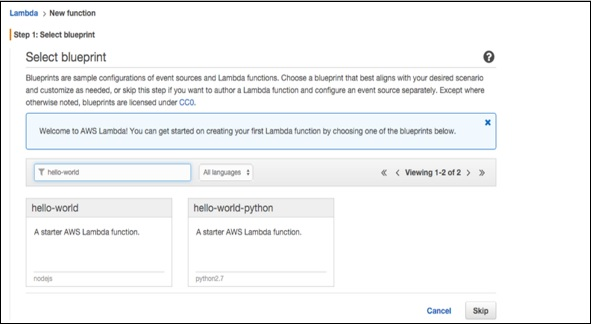 Lambda > New function
Step 1: Select blueprint
Select blueprint
?
Blueprints are sample configurations of event sources and Lambda functions. Choose a blueprint that best aligns with your desired scenario
and customize as needed, or skip this step if you want to author a Lambda function and configure an event source separately. Except where
otherwise noted, blueprints are licensed under CC0.
Welcome to AWS Lambda! You can get started on creating your first Lambda function by choosing one of the blueprints below.
hello-world All languages « < Viewing 1-2 of 2 > »
hello-world hello-world-python
A starter AWS Lambda function. A starter AWS Lambda function.
nodejs python2.7
Cancel Skip